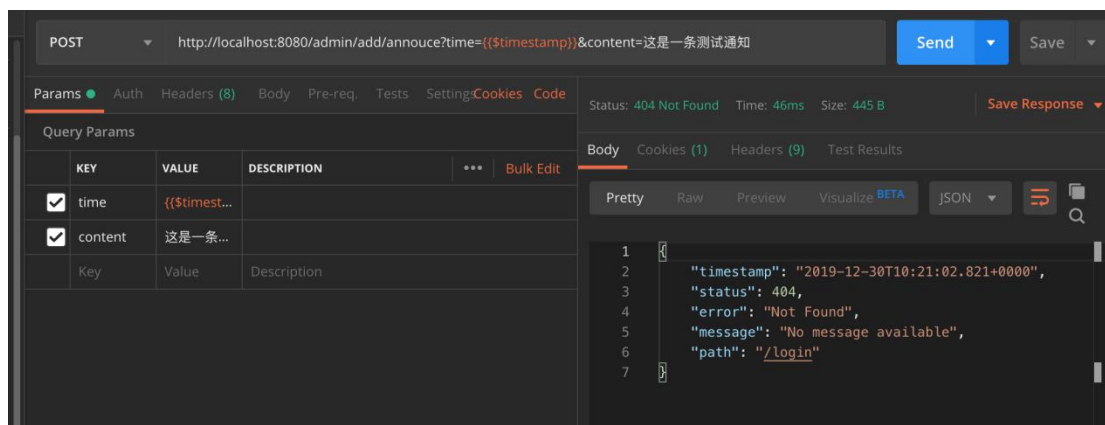 POST http://localhost:8080/admin/add/annouce?time={{$timestamp}}&content=这是一条测试通知 Send Save
Params Auth Headers (8) Body Pre-req. Tests Settings Cookies Code
Query Params
KEY VALUE DESCRIPTION ••• Bulk Edit
time {{$timest...
content 这是一条...
Key Value Description
Status: 404 Not Found Time: 46ms Size: 445 B Save Response
Body Cookies (1) Headers (9) Test Results
Pretty Raw Preview Visualize BETA JSON
1 {
2 "timestamp": "2019-12-30T10:21:02.821+0000",
3 "status": 404,
4 "error": "Not Found",
5 "message": "No message available",
6 "path": "/login"
7 }